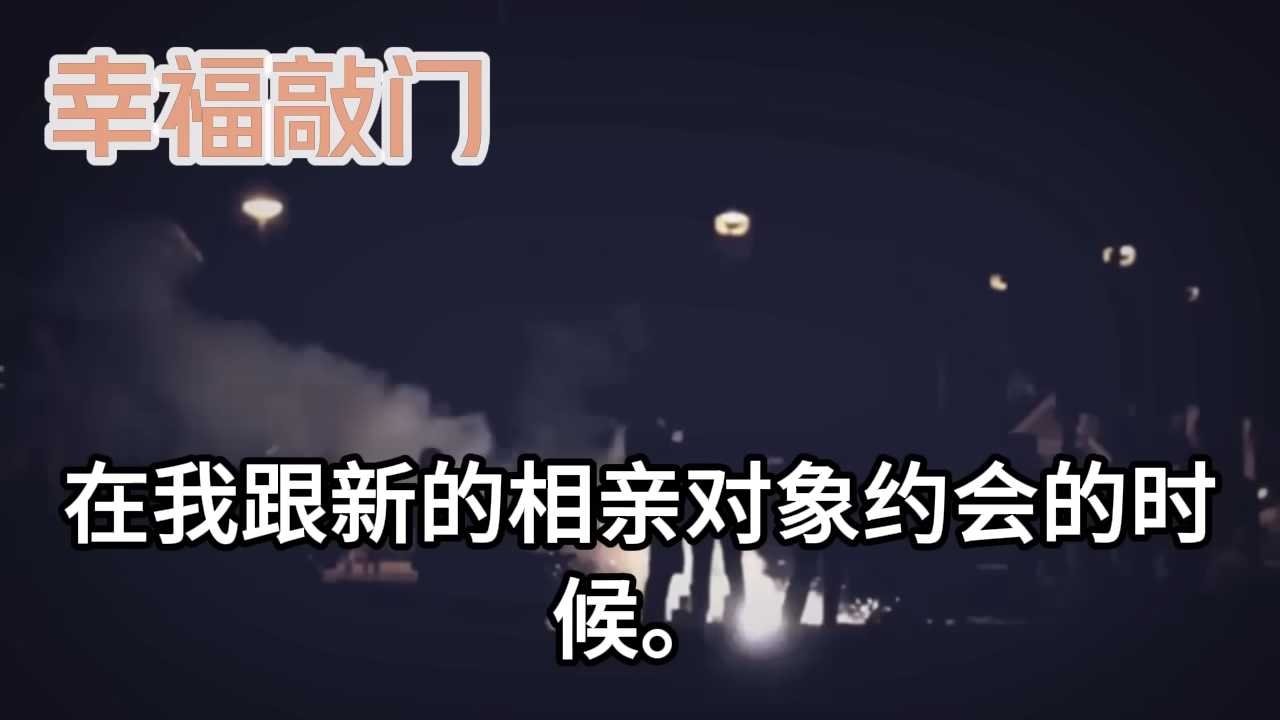 幸福敲门
在我跟新的相亲对象约会的时
候。